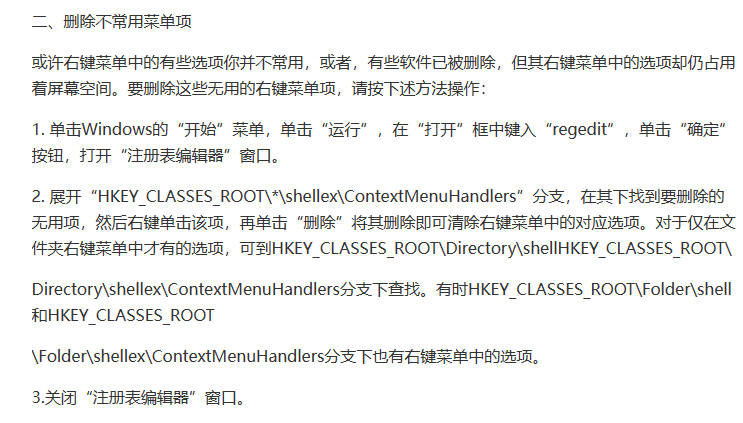 二、删除不常用菜单项
或许右键菜单中的有些选项你并不常用，或者，有些软件已被删除，但其右键菜单中的选项却仍占用
着屏幕空间。要删除这些无用的右键菜单项，请按下述方法操作：
1. 单击Windows的“开始”菜单，单击“运行”，在“打开”框中键入“regedit”，单击“确定”
按钮，打开“注册表编辑器”窗口。
2. 展开“HKEY_CLASSES_ROOT\*\shellex\ContextMenuHandlers”分支，在其下找到要删除的
无用项，然后右键单击该项，再单击“删除”将其删除即可清除右键菜单中的对应选项。对于仅在文
件夹右键菜单中才有的选项，可到HKEY_CLASSES_ROOT\Directory\shellHKEY_CLASSES_ROOT\
Directory\shellex\ContextMenuHandlers分支下查找。有时HKEY_CLASSES_ROOT\Folder\shell
和HKEY_CLASSES_ROOT
\Folder\shellex\ContextMenuHandlers分支下也有右键菜单中的选项。
3.关闭“注册表编辑器”窗口。